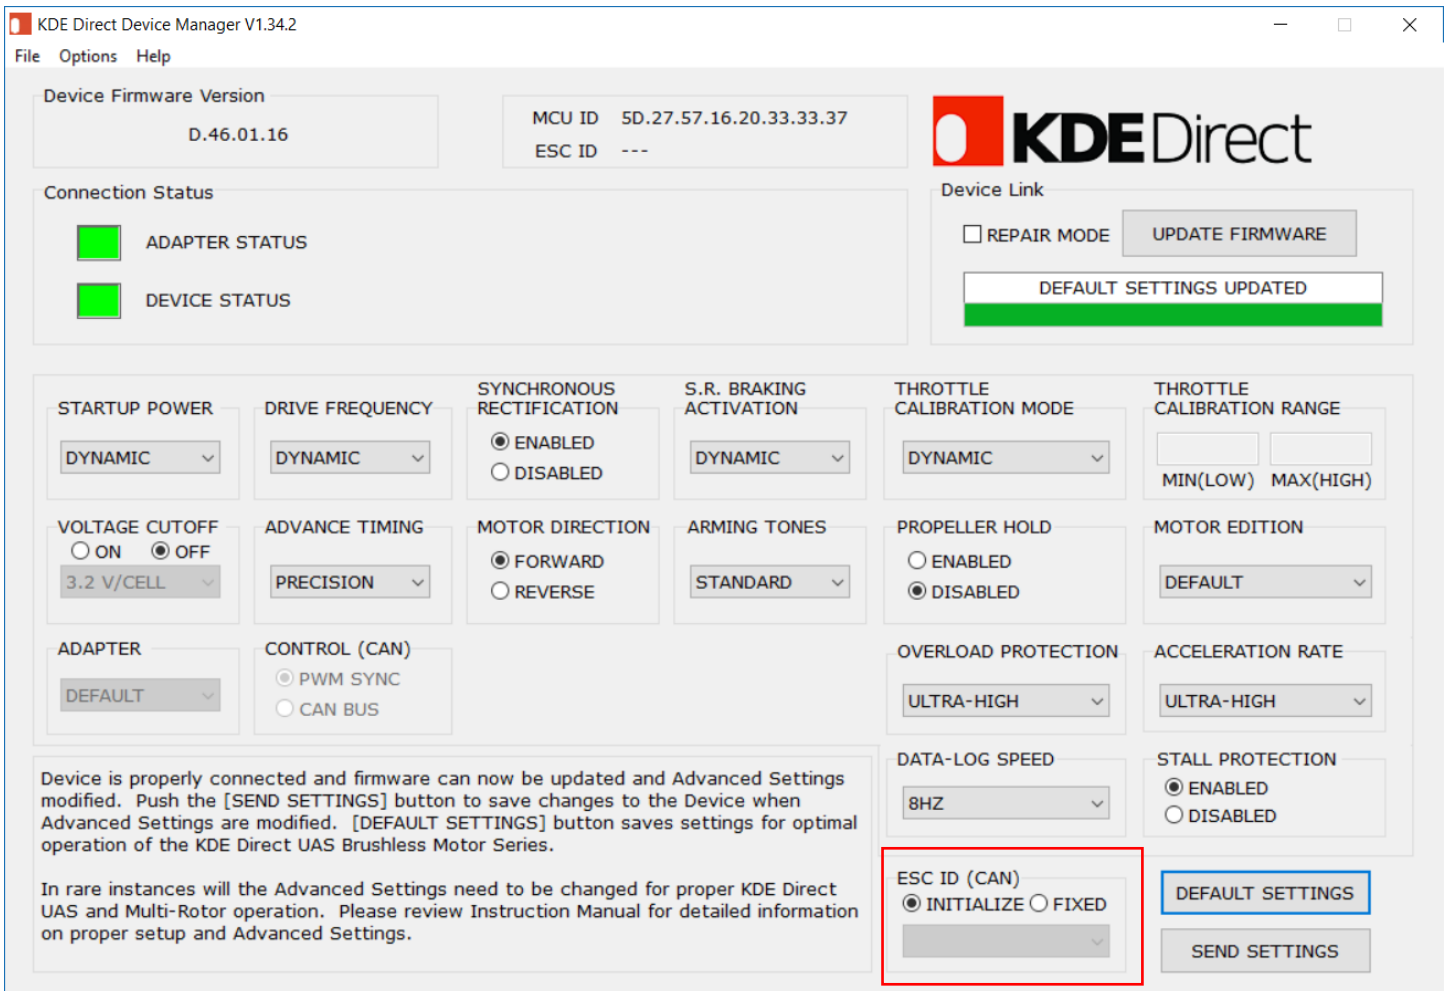 KDE Direct Device Manager V1.34.2
File Options Help
Device Firmware Version
D.46.01.16
MCU ID 5D.27.57.16.20.33.33.37
ESC ID ---
KDE Direct
Connection Status
ADAPTER STATUS
DEVICE STATUS
Device Link
REPAIR MODE
UPDATE FIRMWARE
DEFAULT SETTINGS UPDATED
STARTUP POWER
DYNAMIC
DRIVE FREQUENCY
DYNAMIC
SYNCHRONOUS
RECTIFICATION
ENABLED
DISABLED
S.R. BRAKING
ACTIVATION
DYNAMIC
THROTTLE
CALIBRATION MODE
DYNAMIC
THROTTLE
CALIBRATION RANGE
MIN(LOW) MAX(HIGH)
VOLTAGE CUTOFF
ON OFF
3.2 V/CELL
ADVANCE TIMING
PRECISION
MOTOR DIRECTION
FORWARD
REVERSE
ARMING TONES
STANDARD
PROPELLER HOLD
ENABLED
DISABLED
MOTOR EDITION
DEFAULT
ADAPTER
DEFAULT
CONTROL (CAN)
PWM SYNC
CAN BUS
OVERLOAD PROTECTION
ULTRA-HIGH
ACCELERATION RATE
ULTRA-HIGH
DATA-LOG SPEED
8HZ
STALL PROTECTION
ENABLED
DISABLED
Device is properly connected and firmware can now be updated and Advanced Settings
modified. Push the [SEND SETTINGS] button to save changes to the Device when
Advanced Settings are modified. [DEFAULT SETTINGS] button saves settings for optimal
operation of the KDE Direct UAS Brushless Motor Series.
In rare instances will the Advanced Settings need to be changed for proper KDE Direct
UAS and Multi-Rotor operation. Please review Instruction Manual for detailed information
on proper setup and Advanced Settings.
ESC ID (CAN)
INITIALIZE FIXED
DEFAULT SETTINGS
SEND SETTINGS